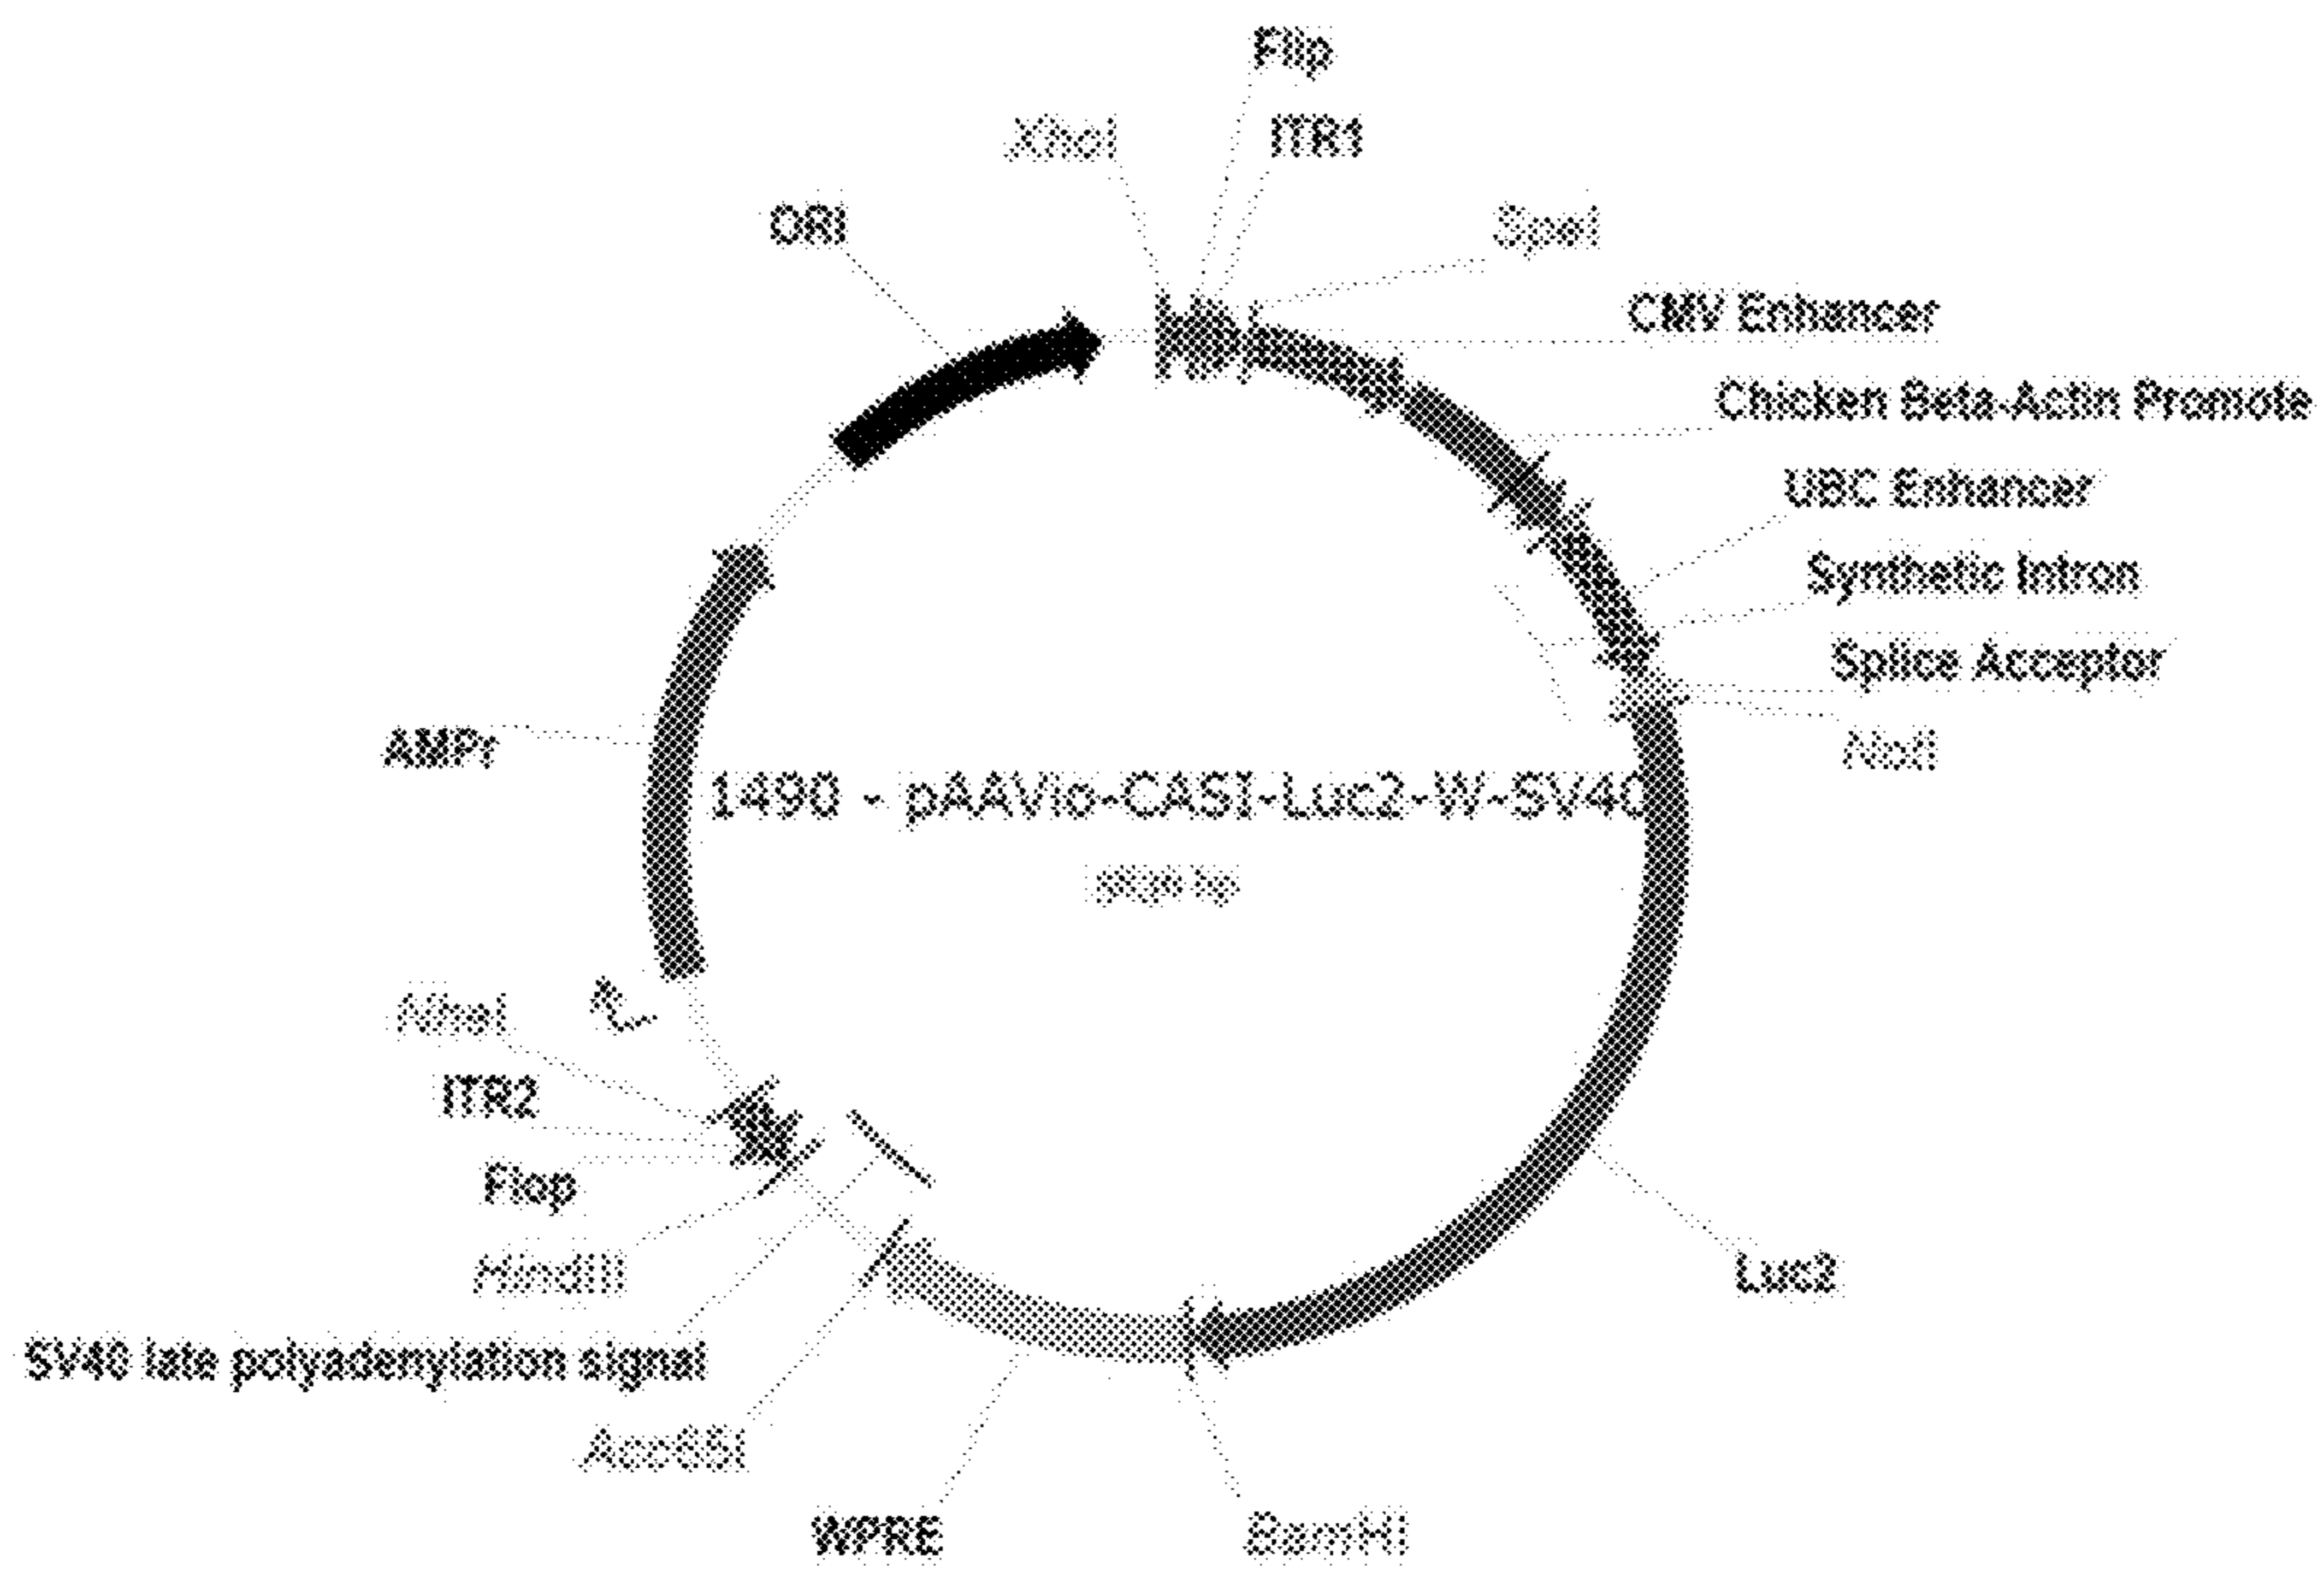 Flip
XhoI
ITR1
ORI
SpeI
CMV Enhancer
Chicken Beta-Actin Promote
UBC Enhancer
Synthetic Intron
Splice Acceptor
NotI
AMPr
1490 - pAAVio-CASI-Luc2-W-SV40
bp
NheI
ITR2
Flop
HindIII
Luc2
SV40 late polyadenylation signal
Acc65I
WPRE
BamHI